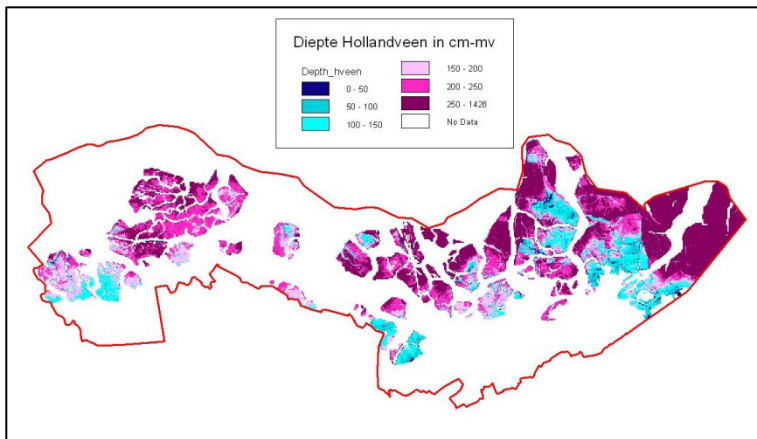 Diepte Hollandveen in cm-mv
Depth_hveen
0 - 50
50 - 100
100 - 150
150 - 200
200 - 250
250 - 1428
No Data